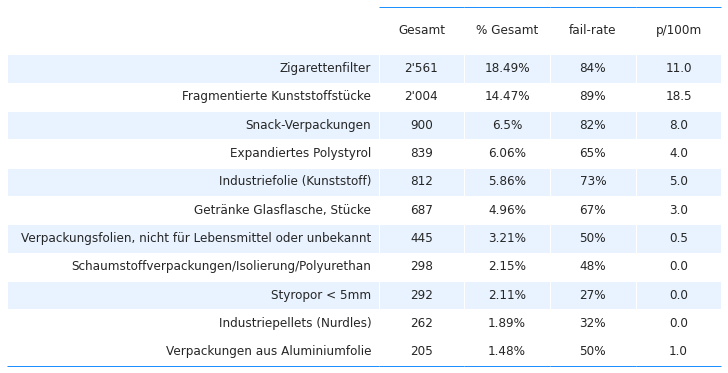 Gesamt % Gesamt fail-rate p/100m
Zigarettenfilter 2'561 18.49% 84% 11.0
Fragmentierte Kunststoffstücke 2'004 14.47% 89% 18.5
Snack-Verpackungen 900 6.5% 82% 8.0
Expandiertes Polystyrol 839 6.06% 65% 4.0
Industriefolie (Kunststoff) 812 5.86% 73% 5.0
Getränke Glasflasche, Stücke 687 4.96% 67% 3.0
Verpackungsfolien, nicht für Lebensmittel oder unbekannt 445 3.21% 50% 0.5
Schaumstoffverpackungen/Isolierung/Polyurethan 298 2.15% 48% 0.0
Styropor < 5mm 292 2.11% 27% 0.0
Industriepellets (Nurdles) 262 1.89% 32% 0.0
Verpackungen aus Aluminiumfolie 205 1.48% 50% 1.0